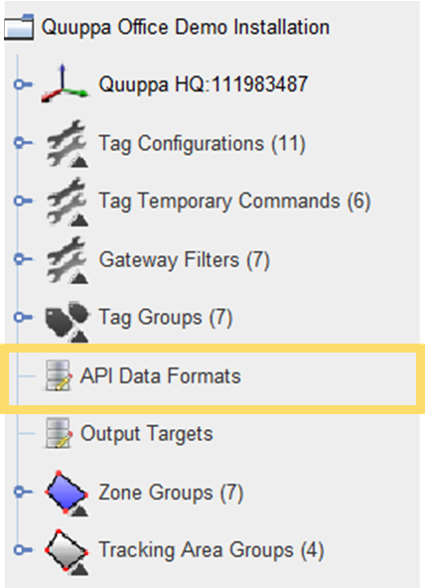 Quuppa Office Demo Installation
Quuppa HQ:111983487
Tag Configurations (11)
Tag Temporary Commands (6)
Gateway Filters (7)
Tag Groups (7)
API Data Formats
Output Targets
Zone Groups (7)
Tracking Area Groups (4)